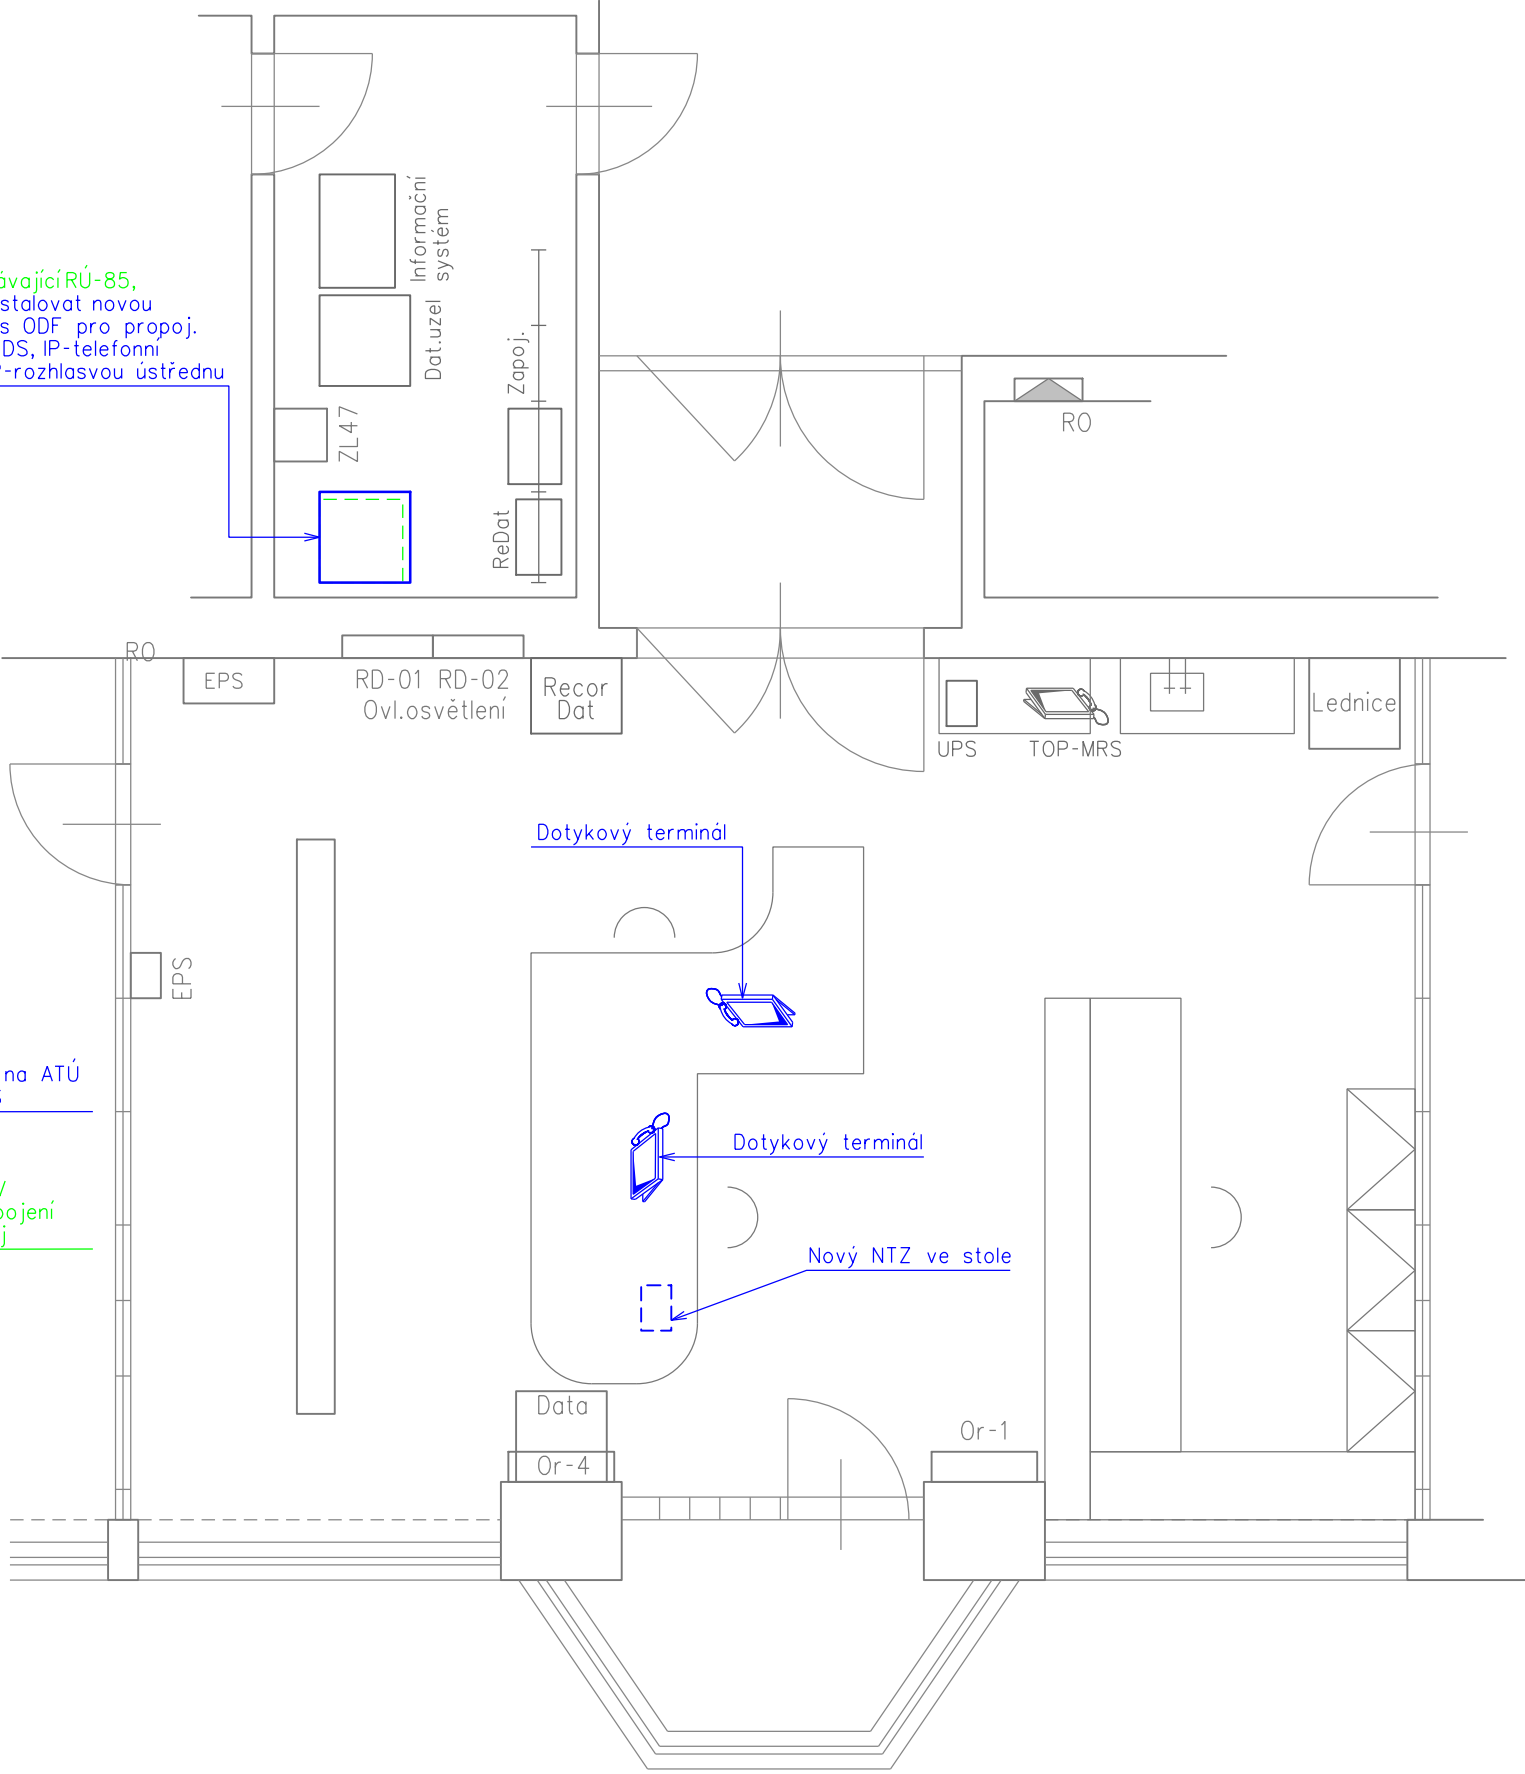 Informační
systém
ávající RÚ-85,
stalovat novou
s ODF pro propoj.
DS, IP-telefonní
P-rozhlasvou ústřednu
Dat.uzel
Zapoj.
ZL47
ReDat
RO
RO
EPS
RD-01 RD-02
Ovl.osvětlení
Recor
Dat
UPS
TOP-MRS
Lednice
Dotykový terminál
EPS
na ATÚ
Dotykový terminál
pojení
j
Nový NTZ ve stole
Data
Or-4
Or-1